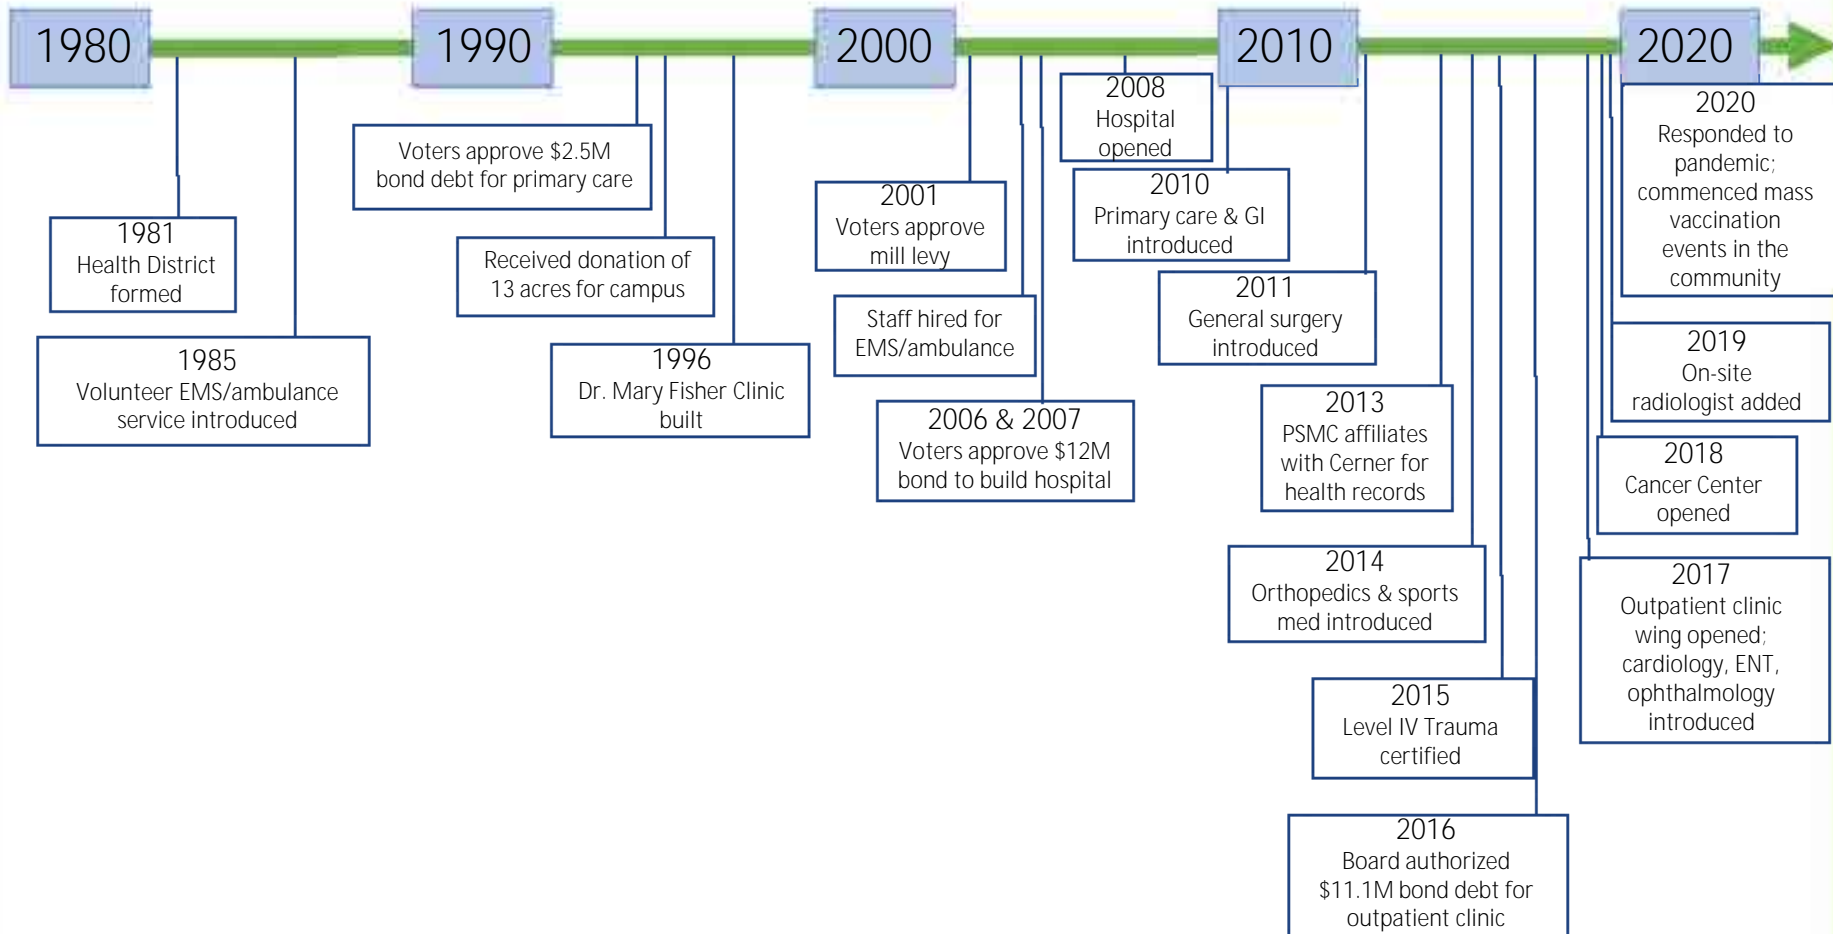 1980
1990
2000
2010
2020
1981
Health District
formed
1985
Volunteer EMS/ambulance
service introduced
Voters approve $2.5M
bond debt for primary care
Received donation of
13 acres for campus
1996
Dr. Mary Fisher Clinic
built
2001
Voters approve
mill levy
Staff hired for
EMS/ambulance
2006 & 2007
Voters approve $12M
bond to build hospital
2008
Hospital
opened
2010
Primary care & GI
introduced
2011
General surgery
introduced
2013
PSMC affiliates
with Cerner for
health records
2014
Orthopedics & sports
med introduced
2015
Level IV Trauma
certified
2016
Board authorized
$11.1M bond debt for
outpatient clinic
2017
Outpatient clinic
wing opened;
cardiology, ENT,
ophthalmology
introduced
2018
Cancer Center
opened
2019
On-site
radiologist added
2020
Responded to
pandemic;
commenced mass
vaccination
events in the
community